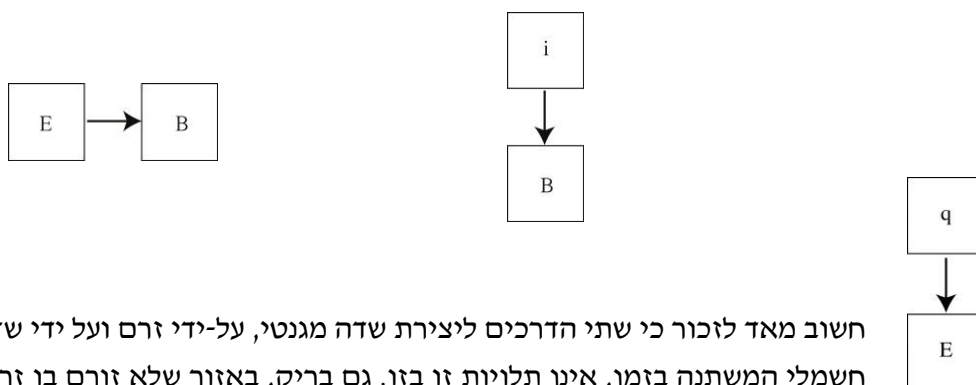 i
E
B
B
q
E
חשוב מאד לזכור כי שתי הדרכים ליצירת שדה מגנטי, על-ידי זרם ועל ידי
חשמלי המשתנה בזמן, אינן תלויות זו בזו. גם בריק, באזור שלא זורם בו